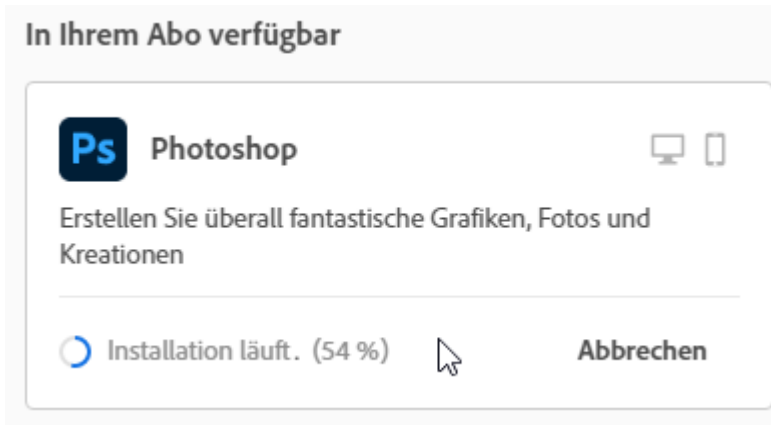 In Ihrem Abo verfügbar
Ps Photoshop
Erstellen Sie überall fantastische Grafiken, Fotos und
Kreationen
Installation läuft. (54 %) Abbrechen